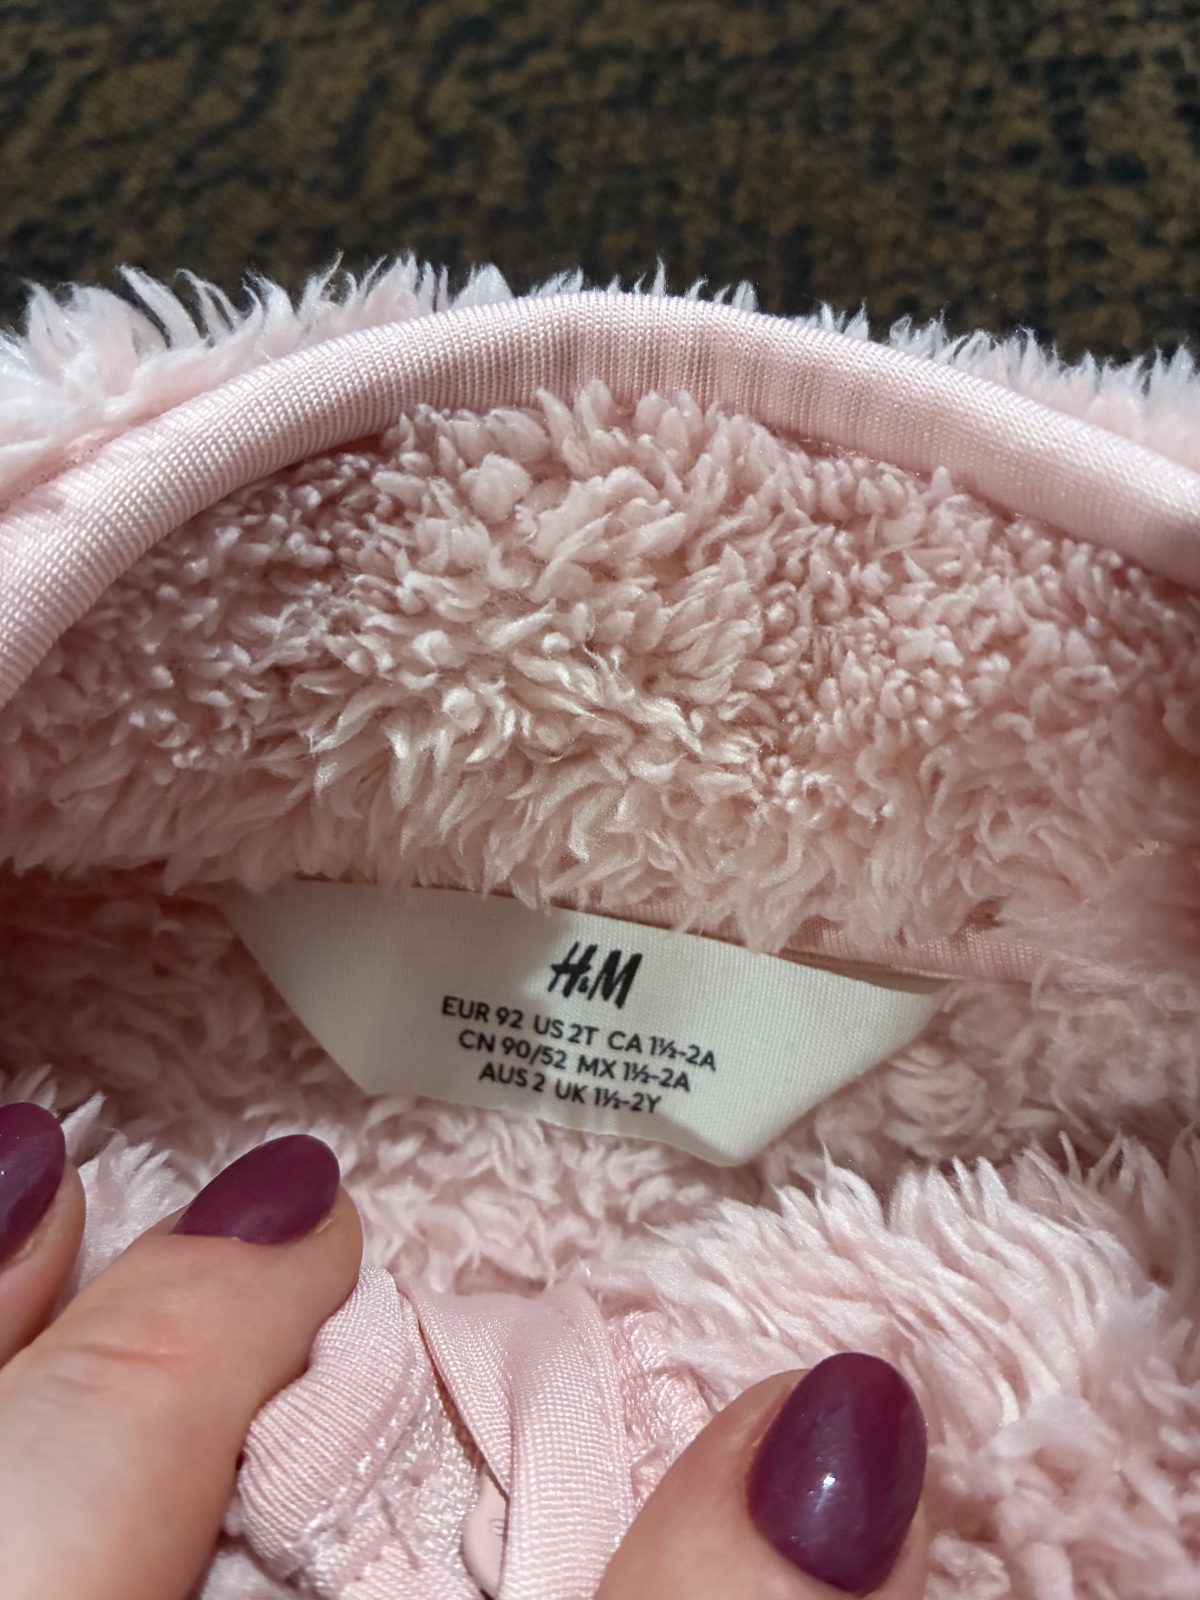 H&M
EUR 92 US 2T CA 1½-2A
CN 90/52 MX 1½-2A
AUS 2 UK 1½-2Y